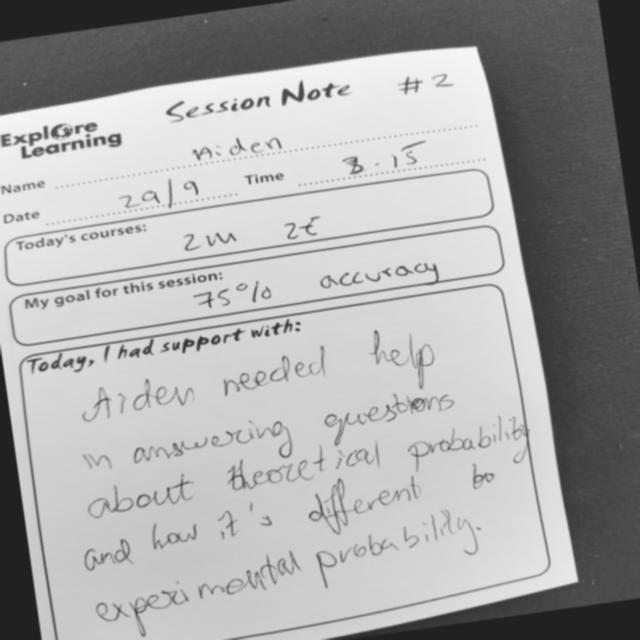 Session Note #2
Explore
Learning
Name Aiden
Date 29/9 Time 3.15
Today's courses: 2M 2E
My goal for this session: 75% accuracy
Today, I had support with:
Aiden needed help
in answering questions
about theoretical probability
and how it's different to
experimental probability.